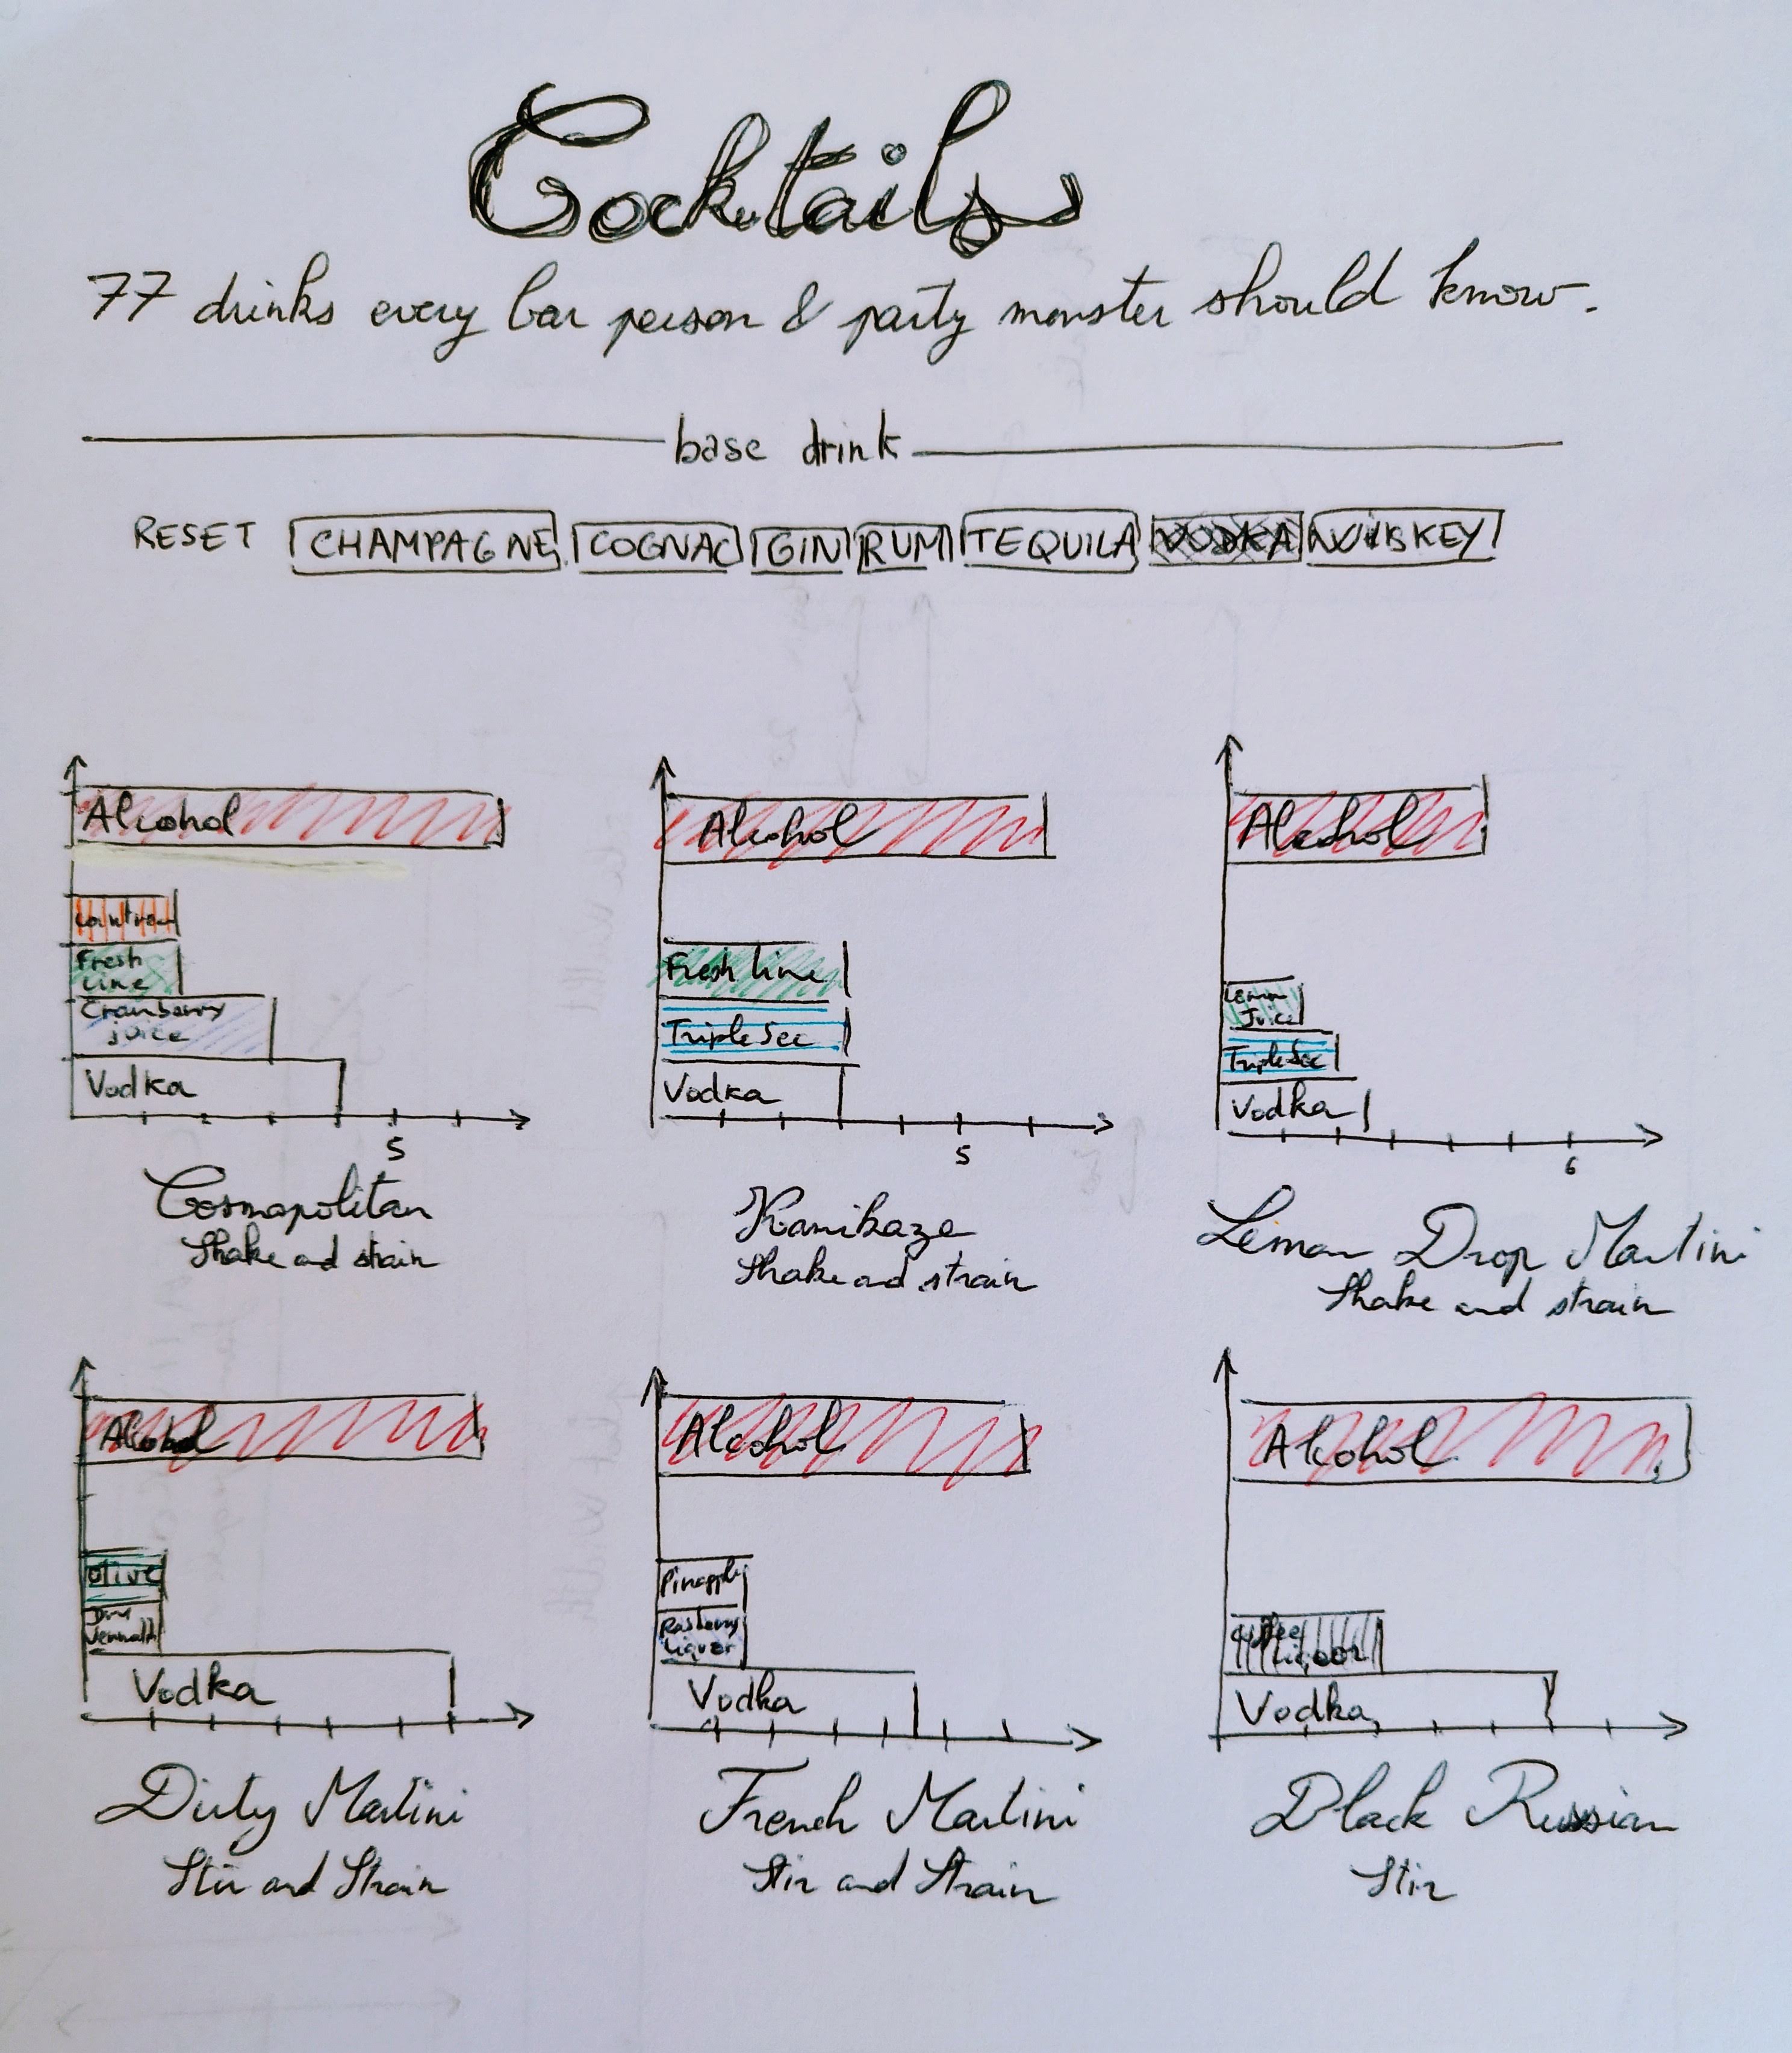 Cocktails
77 drinks every bar person & party monster should know.
base drink
RESET CHAMPAGNE COGNAC GIN RUM TEQUILA VODKA WHISKEY
Alcohol
Fresh
Line
Cranberry
juice
Vodka
5
Cosmopolitan
Shake and strain
Alcohol
Fresh line
Triple Sec
Vodka
5
Kamikaze
Shake and strain
Alcohol
Lemon
Juice
Triple Sec
Vodka
6
Lemon Drop Martini
Shake and strain
Alcohol
Olive
Dry
Vodka
Dirty Martini
Stir and Strain
Alcohol
Pineapple
Rasberry
Liquor
Vodka
French Martini
Stir and Strain
Alcohol
Coffee
Liquor
Vodka
Black Russian
Stir